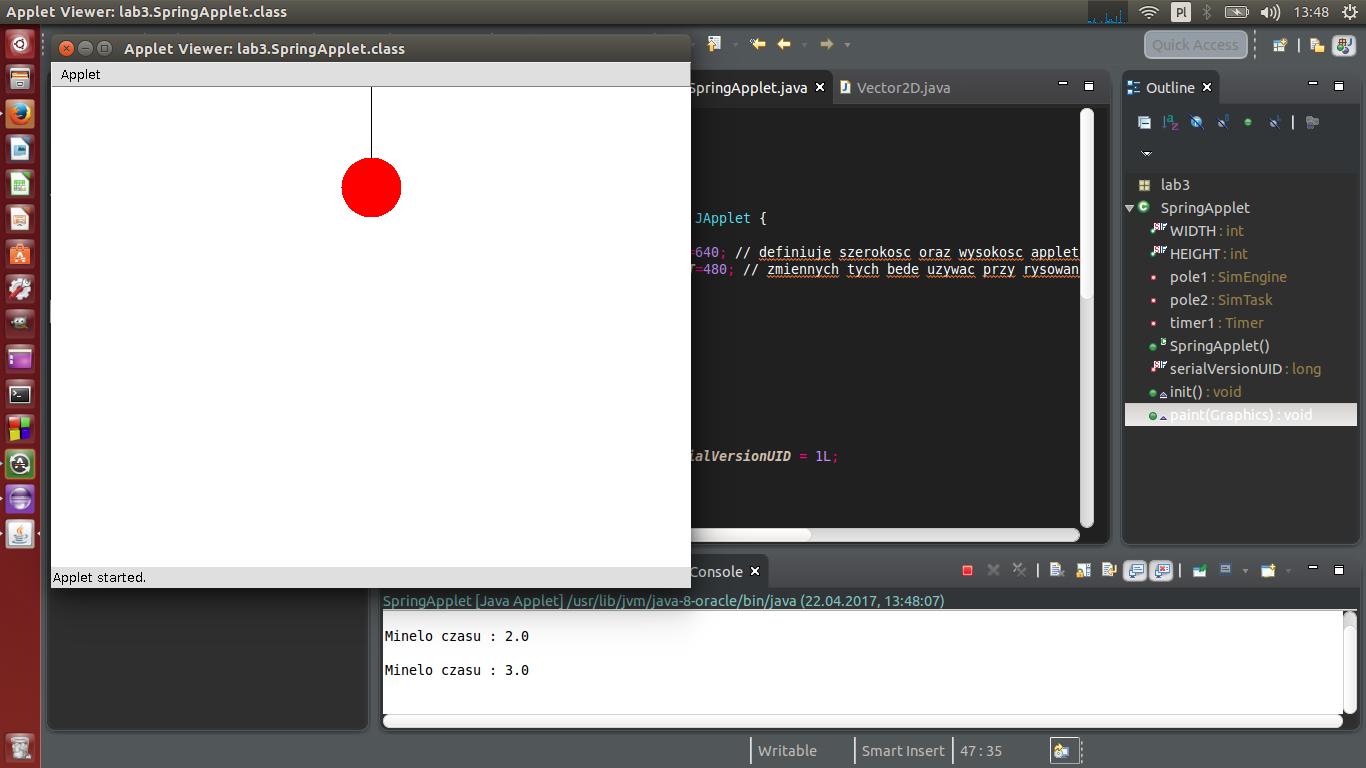 Applet Viewer: lab3.SpringApplet.class
Pl
13:48
Applet Viewer: lab3.SpringApplet.class
Applet
Applet started.
Quick Access
SpringApplet.java
Vector2D.java
JApplet {
=640; // definiuje szerokosc oraz wysokosc applet
=480; // zmiennych tych bede uzywac przy rysowan
ialVersionUID = 1L;
Outline
lab3
SpringApplet
WIDTH : int
HEIGHT : int
pole1 : SimEngine
pole2 : SimTask
timer1 : Timer
SpringApplet()
serialVersionUID : long
init() : void
paint(Graphics) : void
Console
SpringApplet [Java Applet] /usr/lib/jvm/java-8-oracle/bin/java (22.04.2017, 13:48:07)
Minelo czasu : 2.0
Minelo czasu : 3.0
Writable
Smart Insert
47 : 35